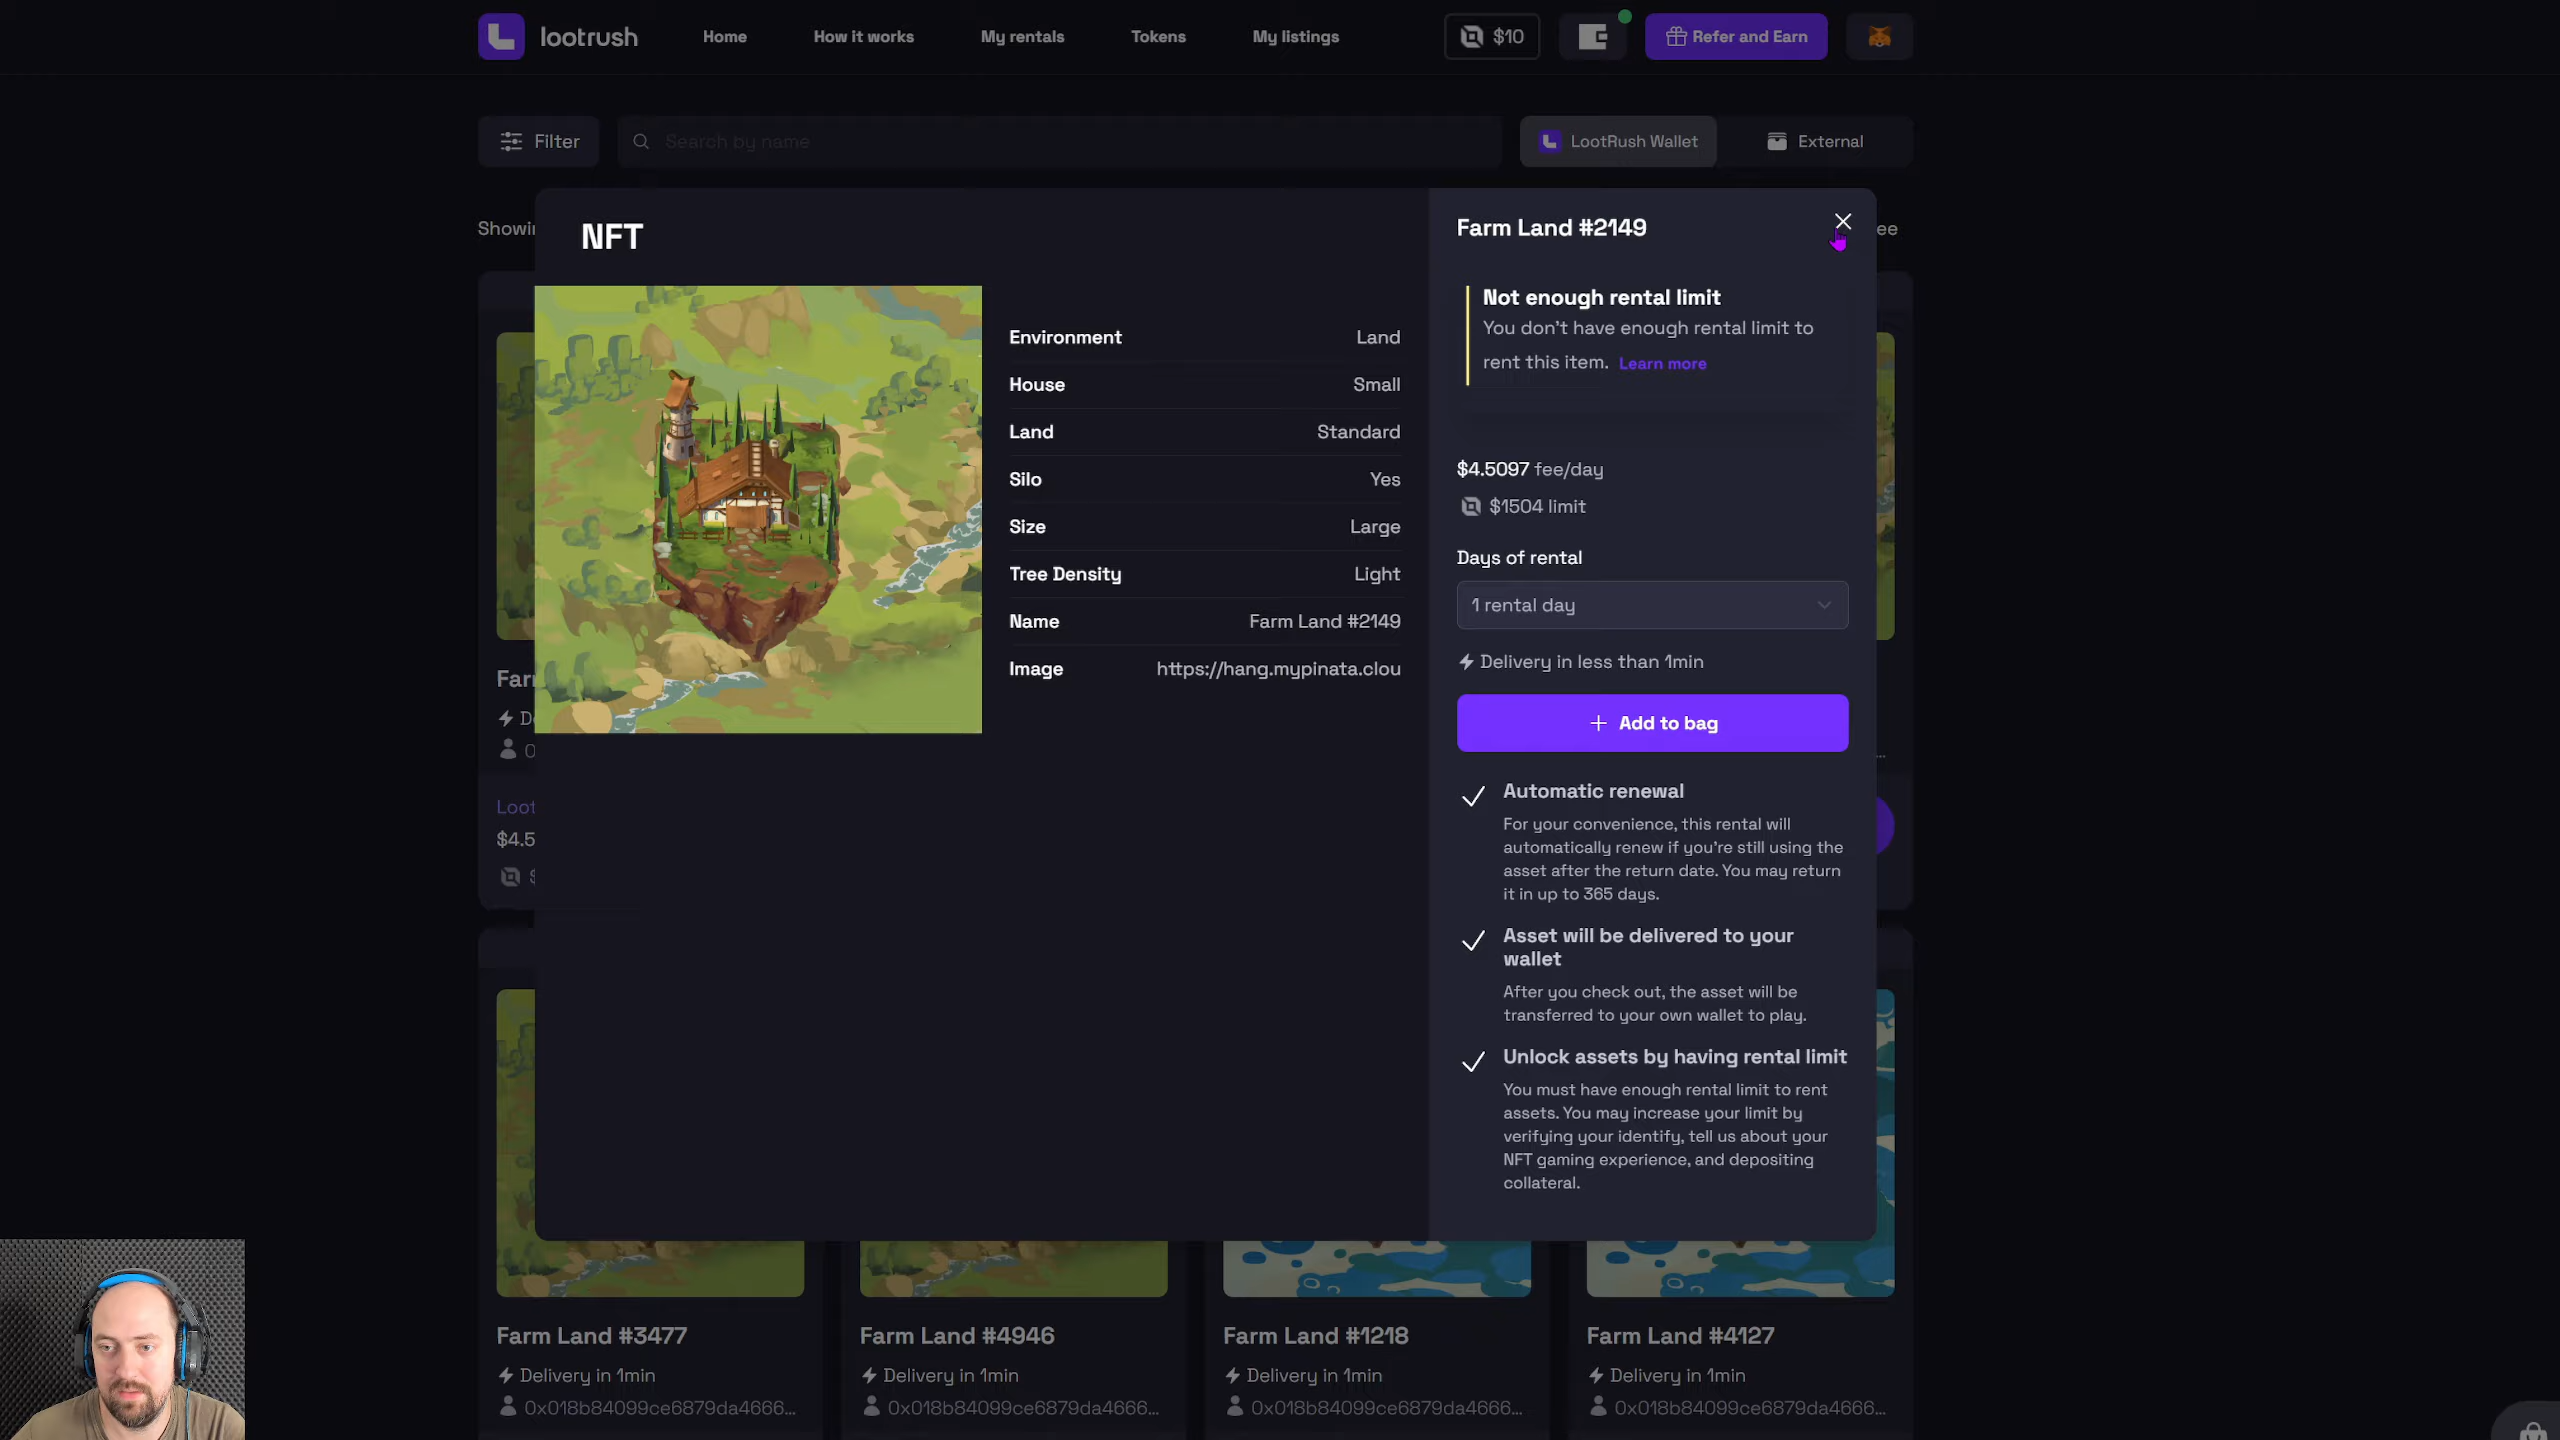 lootrush
Home
How it works
My rentals
Tokens
My listings
$10
Refer and Earn
Filter
Search by name
LootRush Wallet
External
NFT
Environment Land
House Small
Land Standard
Silo Yes
Size Large
Tree Density Light
Name Farm Land #2149
Image https://hang.mypinata.clou
Farm Land #2149
Not enough rental limit
You don't have enough rental limit to
rent this item. Learn more
$4.5097 fee/day
$1504 limit
Days of rental
1 rental day
Delivery in less than 1min
Add to bag
Automatic renewal
For your convenience, this rental will
automatically renew if you're still using the
asset after the return date. You may return
it in up to 365 days.
Asset will be delivered to your
wallet
After you check out, the asset will be
transferred to your own wallet to play.
Unlock assets by having rental limit
You must have enough rental limit to rent
assets. You may increase your limit by
verifying your identify, tell us about your
NFT gaming experience, and depositing
collateral.
Farm Land #3477
Delivery in 1min
0x018b84099ce6879da4666...
Farm Land #4946
Delivery in 1min
0x018b84099ce6879da4666...
Farm Land #1218
Delivery in 1min
0x018b84099ce6879da4666...
Farm Land #4127
Delivery in 1min
0x018b84099ce6879da4666...